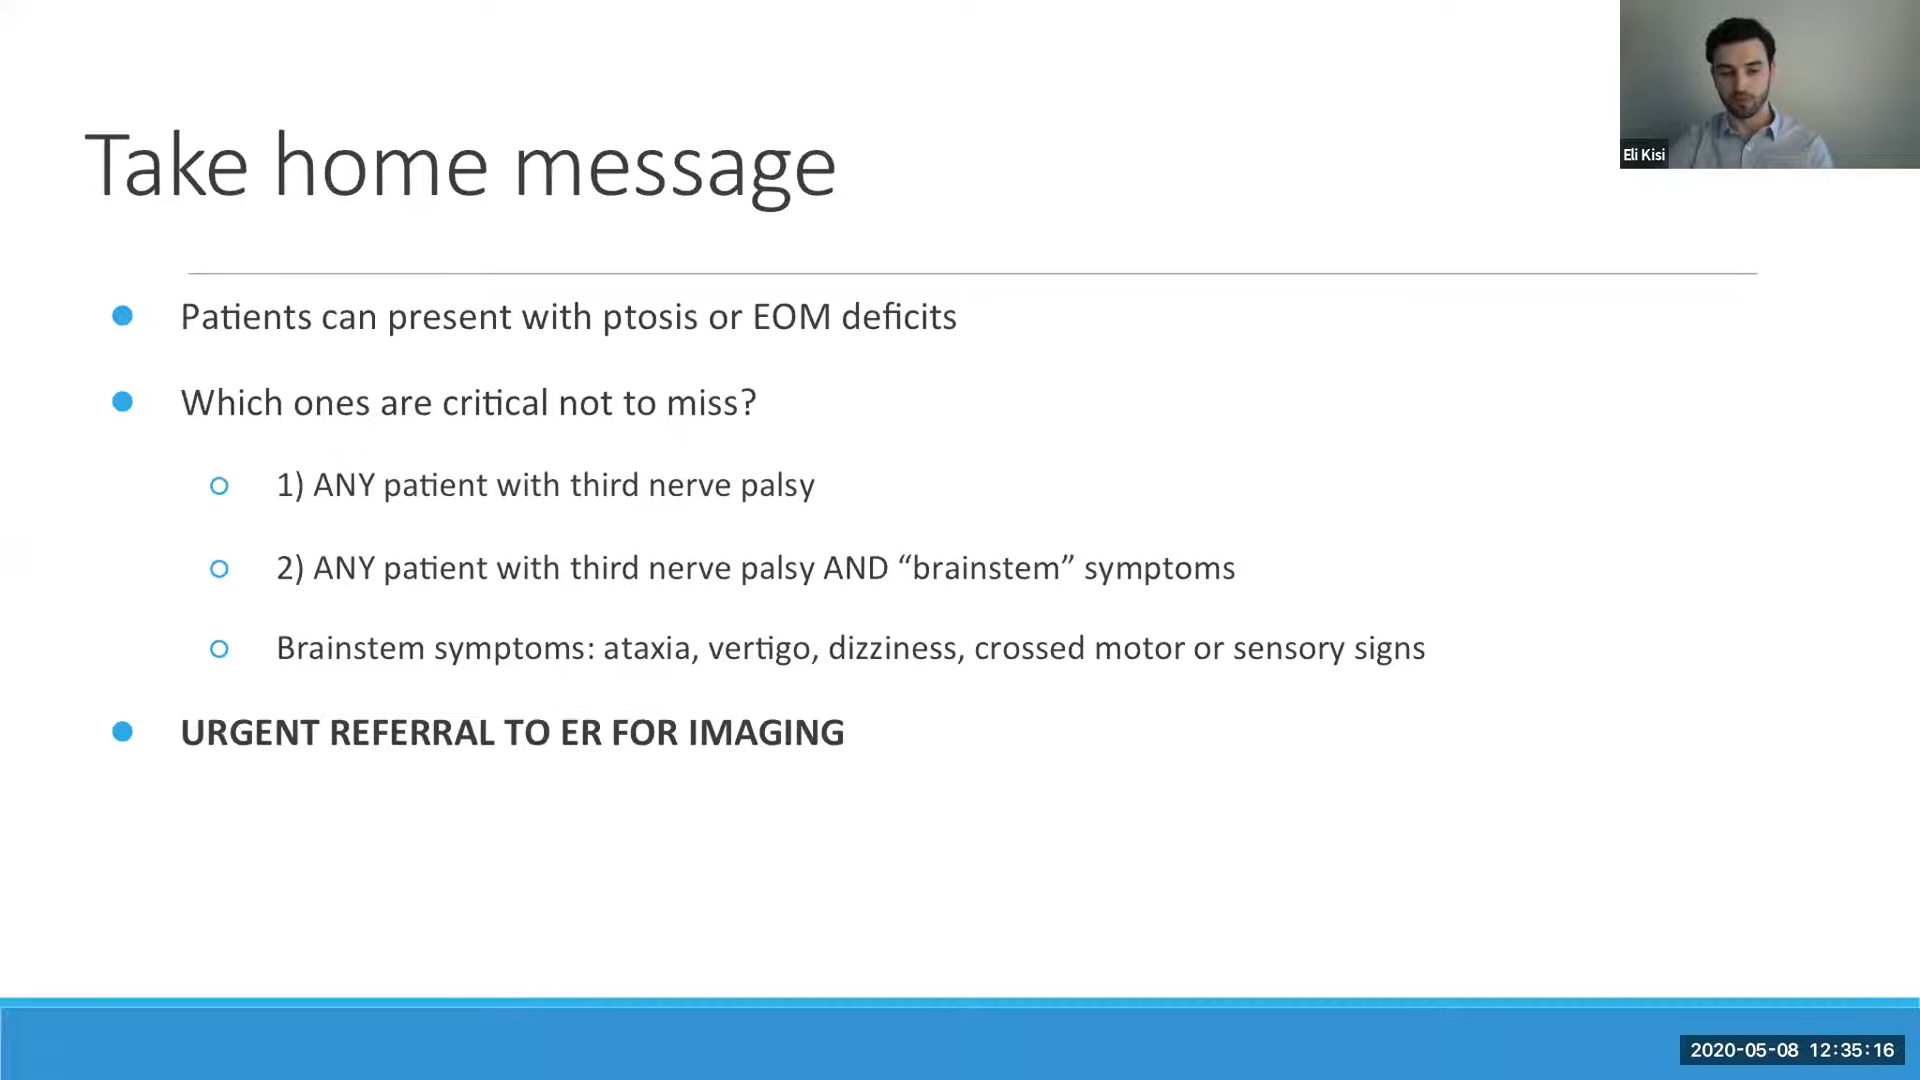 Eli Kisi
Take home message
Patients can present with ptosis or EOM deficits
Which ones are critical not to miss?
1) ANY patient with third nerve palsy
2) ANY patient with third nerve palsy AND “brainstem” symptoms
Brainstem symptoms: ataxia, vertigo, dizziness, crossed motor or sensory signs
URGENT REFERRAL TO ER FOR IMAGING
2020-05-08 12:35:16